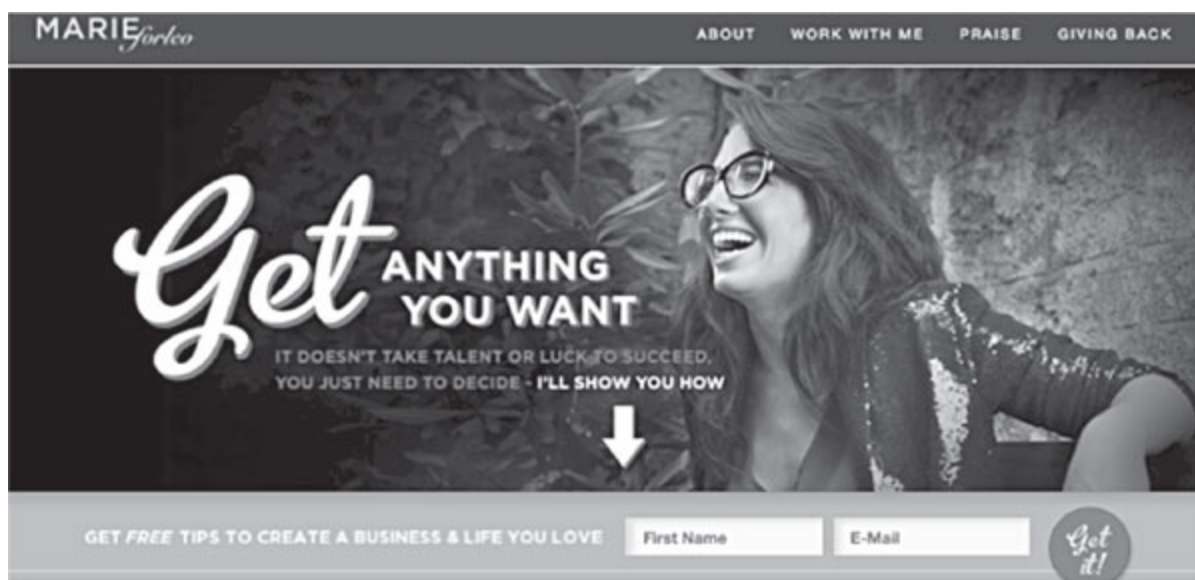 MARIE forleo
ABOUT WORK WITH ME PRAISE GIVING BACK
Get ANYTHING
YOU WANT
IT DOESN'T TAKE TALENT OR LUCK TO SUCCEED,
YOU JUST NEED TO DECIDE - I'LL SHOW YOU HOW
GET FREE TIPS TO CREATE A BUSINESS & LIFE YOU LOVE
First Name
E-Mail
Get
it!